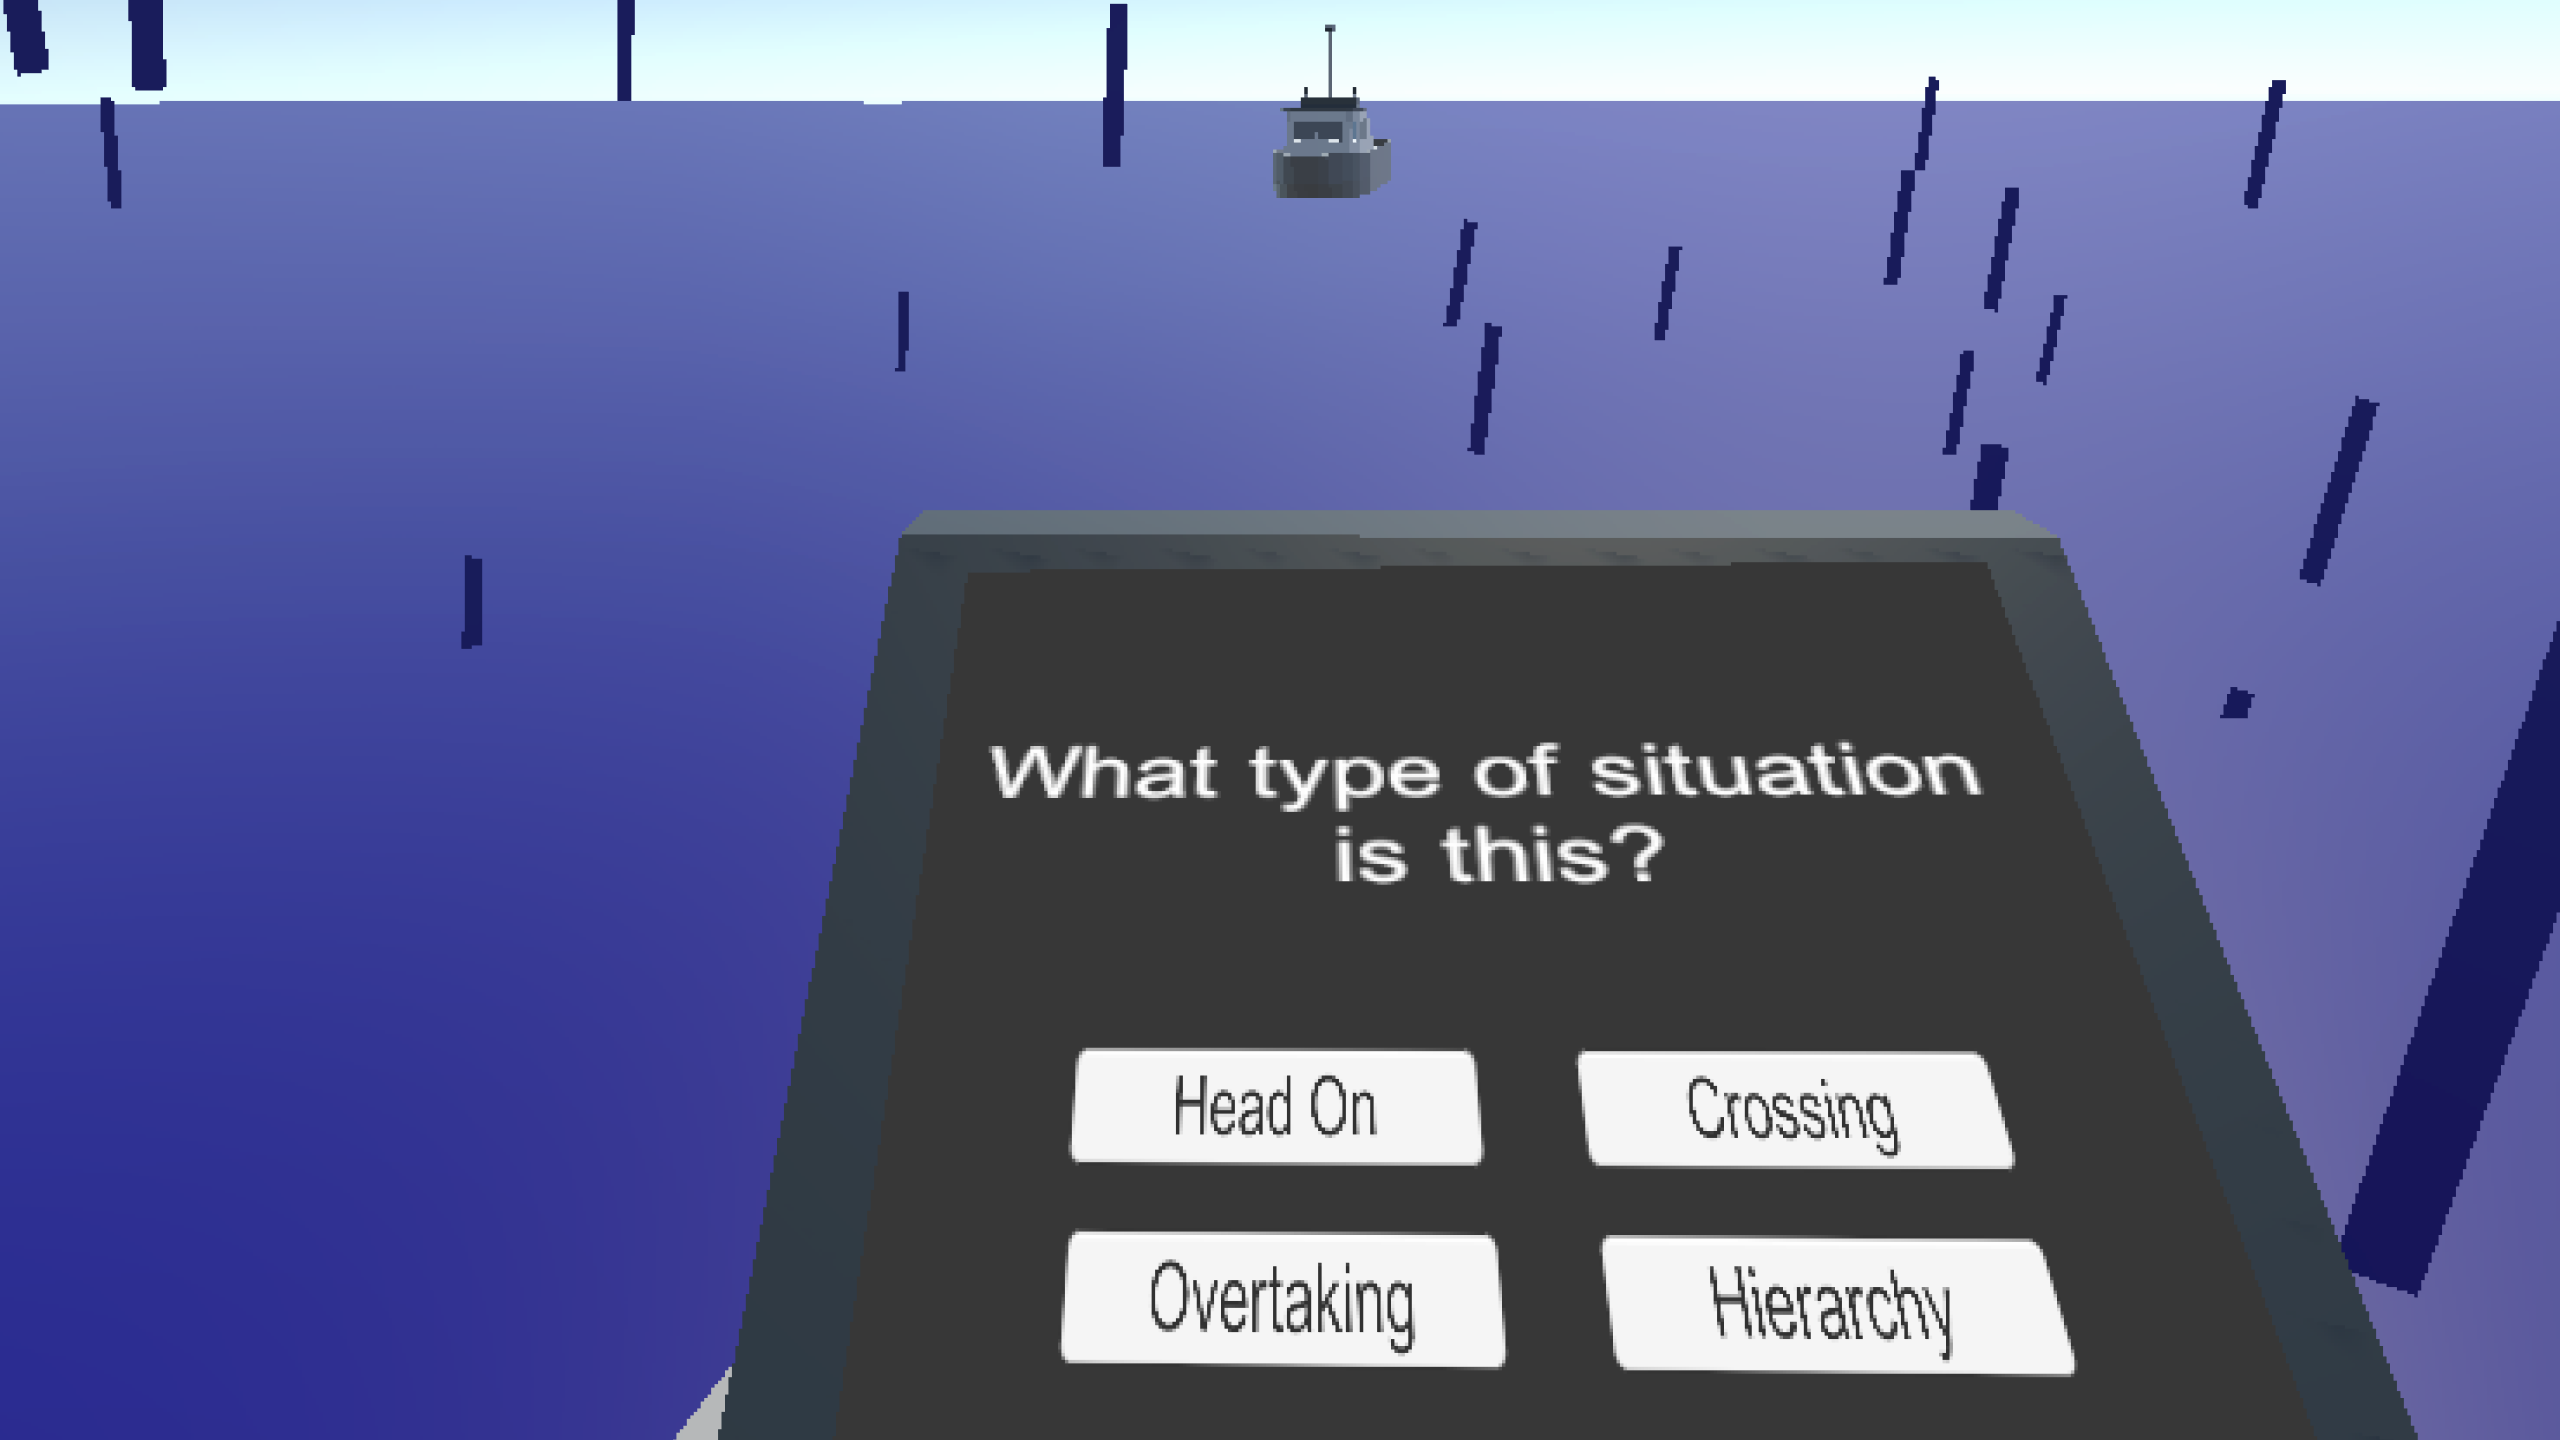 What type of situation
is this?
Head On
Crossing
Overtaking
Hierarchy